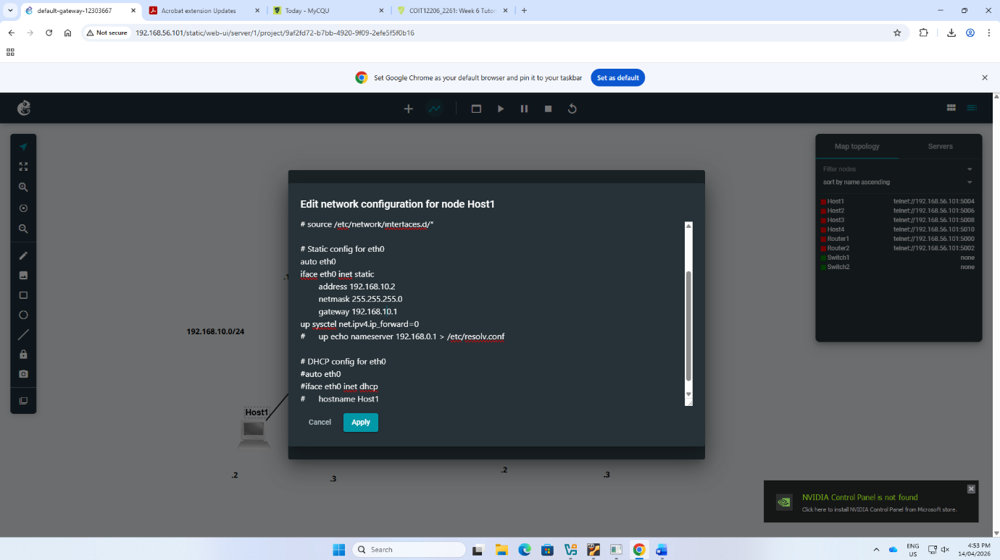 default-gateway-12303667
Acrobat extension Updates
Today - MyCQU
COIT12206_2261: Week 6 Tutor
Not secure
192.168.56.101/static/web-ui/server/1/project/9af2fd72-b7bb-4920-9f09-2efe5f5f0b16
Set Google Chrome as your default browser and pin it to your taskbar
Set as default
Map topology
Servers
Filter nodes
sort by name ascending
Host1 telnet://192.168.56.101:5004
Host2 telnet://192.168.56.101:5006
Host3 telnet://192.168.56.101:5008
Host4 telnet://192.168.56.101:5010
Router1 telnet://192.168.56.101:5000
Router2 telnet://192.168.56.101:5002
Switch1 none
Switch2 none
Edit network configuration for node Host1
# source /etc/network/interfaces.d/*
# Static config for eth0
auto eth0
iface eth0 inet static
address 192.168.10.2
netmask 255.255.255.0
gateway 192.168.10.1
up sysctl net.ipv4.ip_forward=0
# up echo nameserver 192.168.0.1 > /etc/resolv.conf
# DHCP config for eth0
#auto eth0
#iface eth0 inet dhcp
# hostname Host1
Cancel
Apply
.1
192.168.10.0/24
Host1
.2
.3
.2
.3
NVIDIA Control Panel is not found
Click here to install NVIDIA Control Panel from Microsoft store.
Search
ENG
US
4:53 PM
14/04/2026